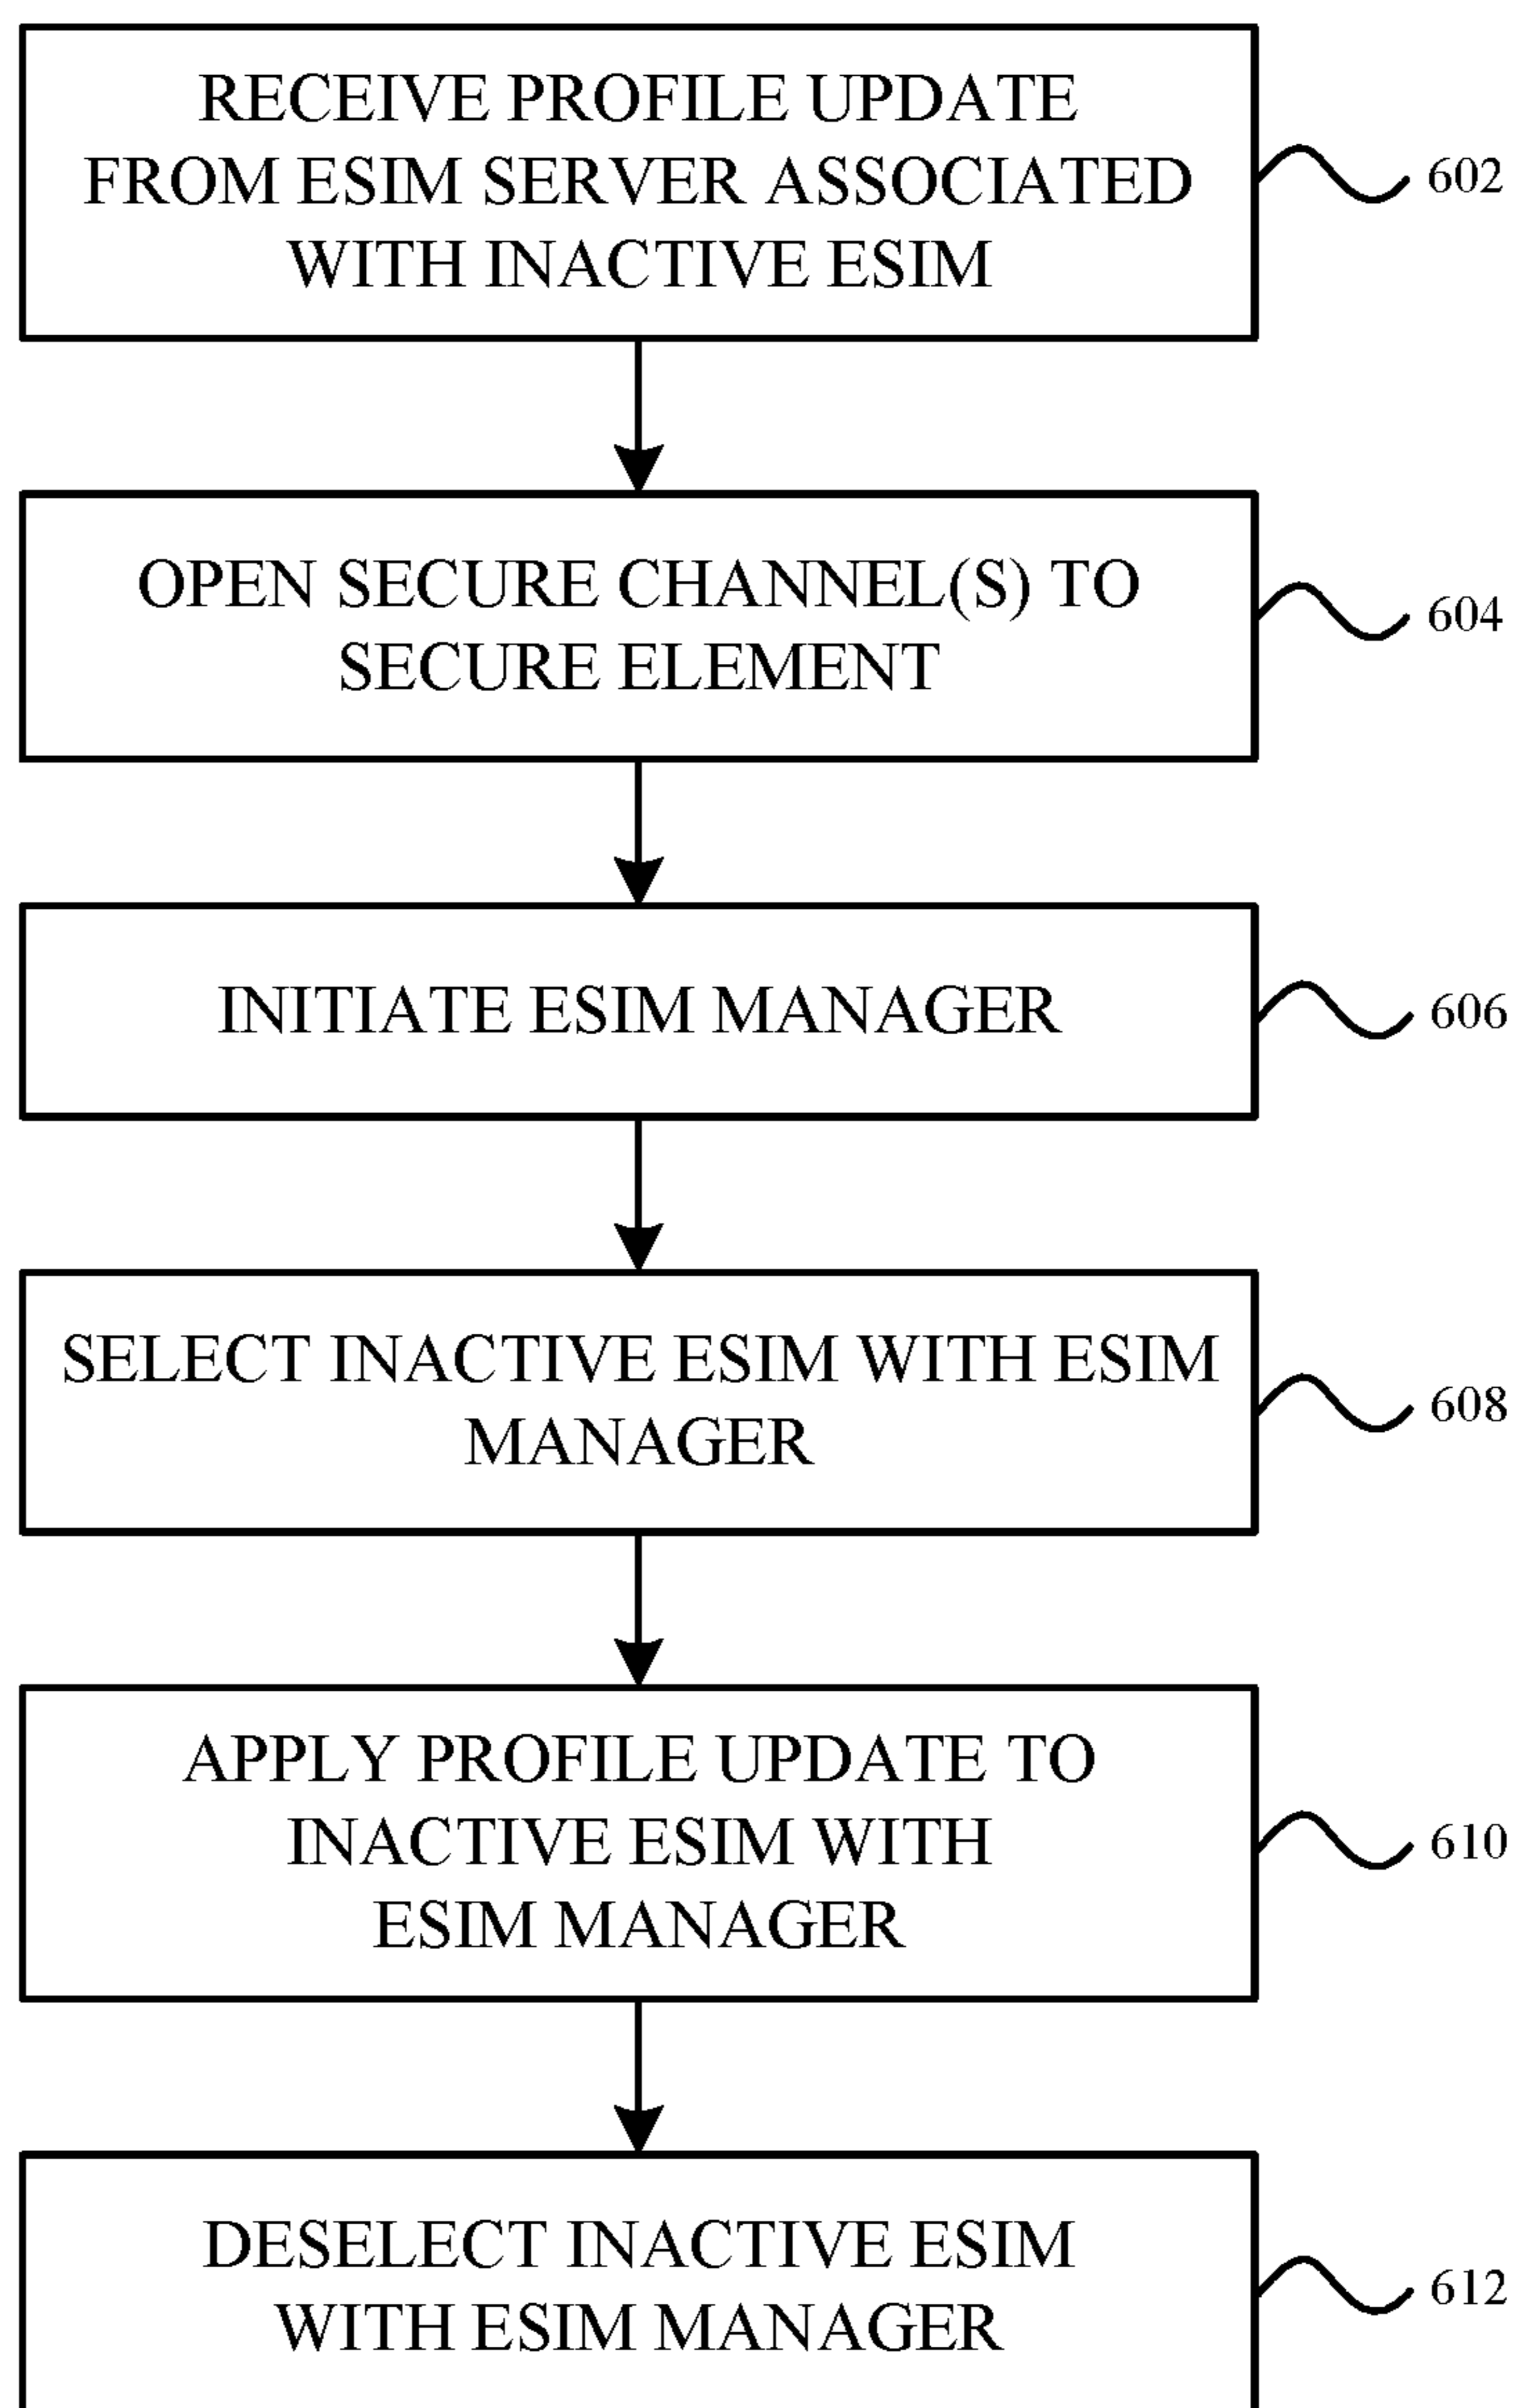 RECEIVE PROFILE UPDATE
FROM ESIM SERVER ASSOCIATED
WITH INACTIVE ESIM
602
OPEN SECURE CHANNEL(S) TO
SECURE ELEMENT
604
INITIATE ESIM MANAGER
606
SELECT INACTIVE ESIM WITH ESIM
MANAGER
608
APPLY PROFILE UPDATE TO
INACTIVE ESIM WITH
ESIM MANAGER
610
DESELECT INACTIVE ESIM
WITH ESIM MANAGER
612